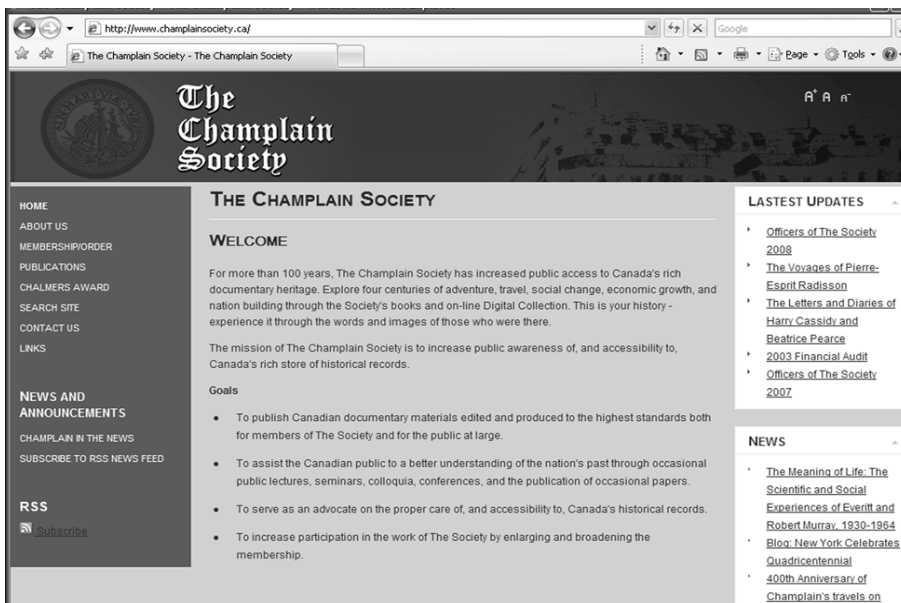 http://www.champlainsociety.ca/
Google
The Champlain Society - The Champlain Society
Page
Tools
The
Champlain
Society
A+ A A-
HOME
ABOUT US
MEMBERSHIP/ORDER
PUBLICATIONS
CHALMERS AWARD
SEARCH SITE
CONTACT US
LINKS
NEWS AND
ANNOUNCEMENTS
CHAMPLAIN IN THE NEWS
SUBSCRIBE TO RSS NEWS FEED
RSS
Subscribe
THE CHAMPLAIN SOCIETY
WELCOME
For more than 100 years, The Champlain Society has increased public access to Canada's rich
documentary heritage. Explore four centuries of adventure, travel, social change, economic growth, and
nation building through the Society's books and on-line Digital Collection. This is your history -
experience it through the words and images of those who were there.
The mission of The Champlain Society is to increase public awareness of, and accessibility to,
Canada's rich store of historical records.
Goals
• To publish Canadian documentary materials edited and produced to the highest standards both
for members of The Society and for the public at large.
• To assist the Canadian public to a better understanding of the nation's past through occasional
public lectures, seminars, colloquia, conferences, and the publication of occasional papers.
• To serve as an advocate on the proper care of, and accessibility to, Canada's historical records.
• To increase participation in the work of The Society by enlarging and broadening the
membership.
LASTEST UPDATES
Officers of The Society
2008
The Voyages of Pierre-
Esprit Radisson
The Letters and Diaries of
Harry Cassidy and
Beatrice Pearce
2003 Financial Audit
Officers of The Society
2007
NEWS
The Meaning of Life: The
Scientific and Social
Experiences of Everitt and
Robert Murray, 1930-1964
Blog: New York Celebrates
Quadricentennial
400th Anniversary of
Champlain's travels on